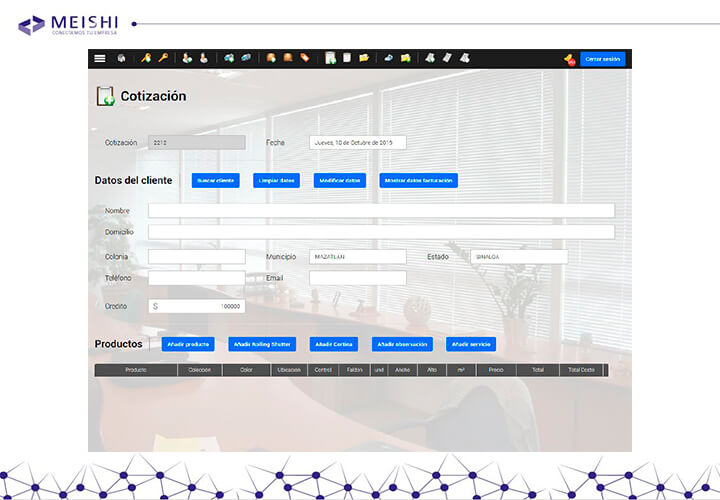 MEISHI
CONECTEMOS TU EMPRESA
Cerrar sesión
Cotización
Cotización 2210 Fecha Jueves, 10 de Octubre de 2019
Datos del cliente Buscar cliente Limpiar datos Modificar datos Mostrar datos facturación
Nombre
Domicilio
Colonia Municipio MAZATLAN Estado SINALOA
Teléfono Email
Credito $ 100000
Productos Añadir producto Añadir Rolling Shutter Añadir Cortina Añadir observación Añadir servicio
Producto Colección Color Ubicación Control Faldon und Ancho Alto m² Precio Total Total Costo